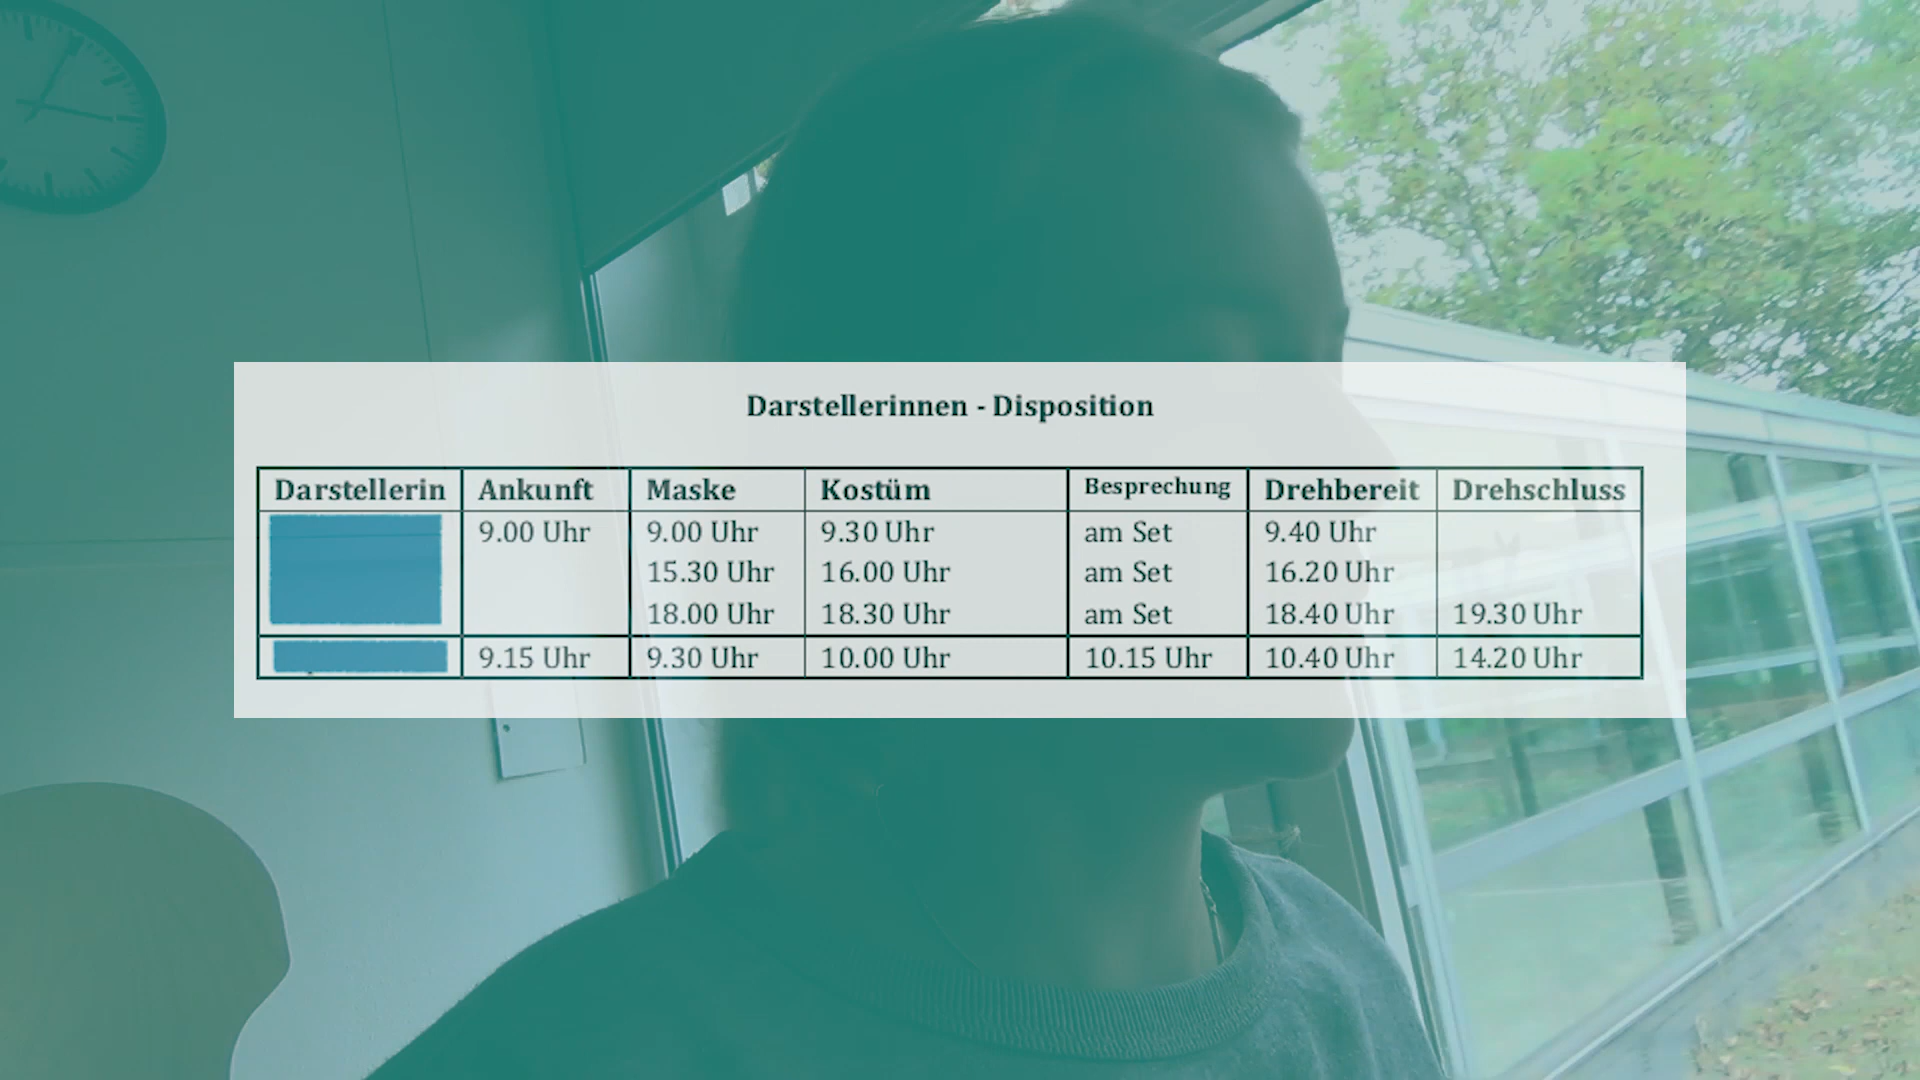 Darstellerinnen - Disposition
Darstellerin Ankunft Maske Kostüm Besprechung Drehbereit Drehschluss
9.00 Uhr 9.00 Uhr 9.30 Uhr am Set 9.40 Uhr
15.30 Uhr 16.00 Uhr am Set 16.20 Uhr
18.00 Uhr 18.30 Uhr am Set 18.40 Uhr 19.30 Uhr
9.15 Uhr 9.30 Uhr 10.00 Uhr 10.15 Uhr 10.40 Uhr 14.20 Uhr